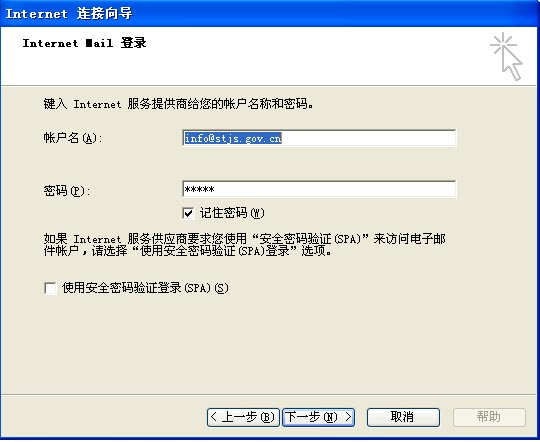 Internet 连接向导
Internet Mail 登录
键入 Internet 服务提供商给您的帐户名称和密码。
帐户名(A):
info@stjs.gov.cn
密码(P):
*****
记住密码(W)
如果 Internet 服务供应商要求您使用“安全密码验证(SPA)”来访问电子邮
件帐户，请选择“使用安全密码验证(SPA)登录”选项。
使用安全密码验证登录(SPA)(S)
< 上一步(B) 下一步(N) > 取消 帮助